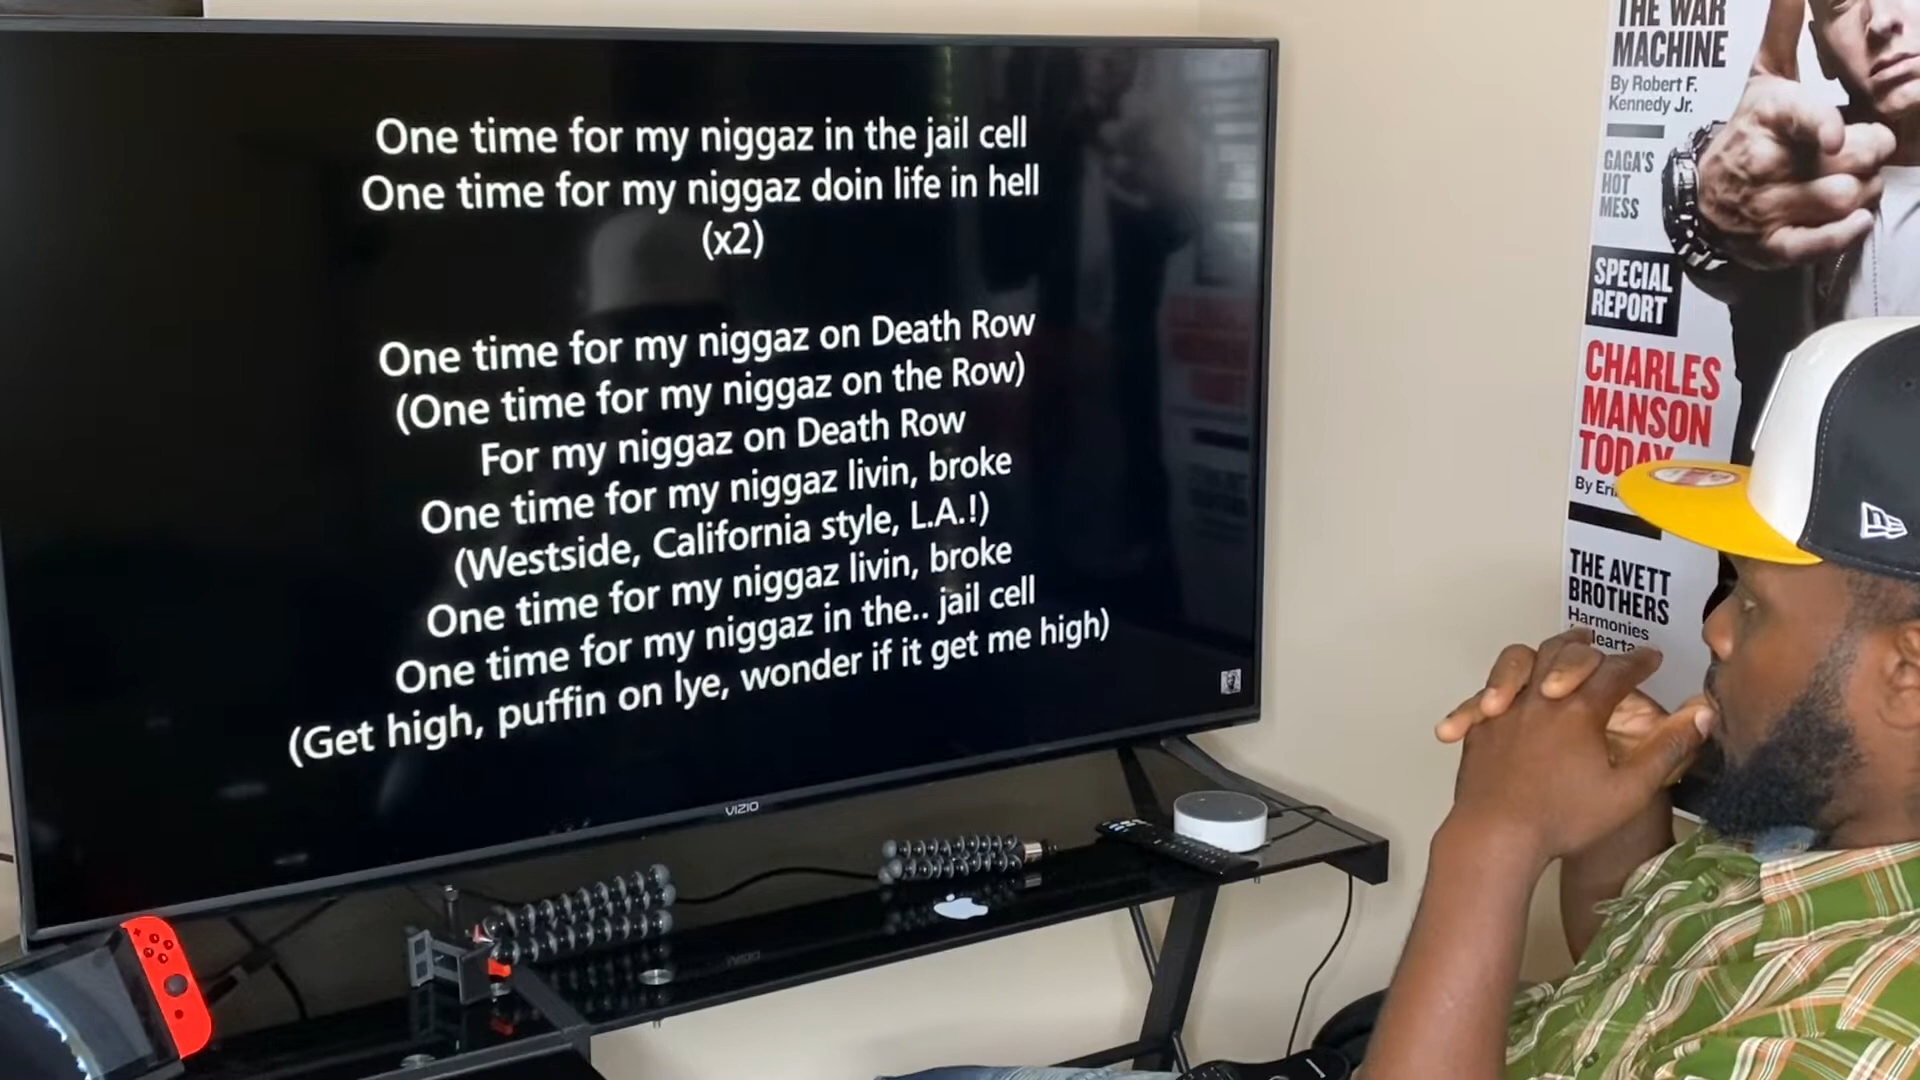 One time for my niggaz in the jail cell
One time for my niggaz doin life in hell
(x2)
One time for my niggaz on Death Row
(One time for my niggaz on the Row)
For my niggaz on Death Row
One time for my niggaz livin, broke
(Westside, California style, L.A.!)
One time for my niggaz livin, broke
One time for my niggaz in the.. jail cell
(Get high, puffin on lye, wonder if it get me high)
VIZIO
THE WAR
MACHINE
By Robert F.
Kennedy Jr.
GAGA'S
HOT
MESS
SPECIAL
REPORT
CHARLES
MANSON
TODAY
By
THE AVETT
BROTHERS
Harmonies